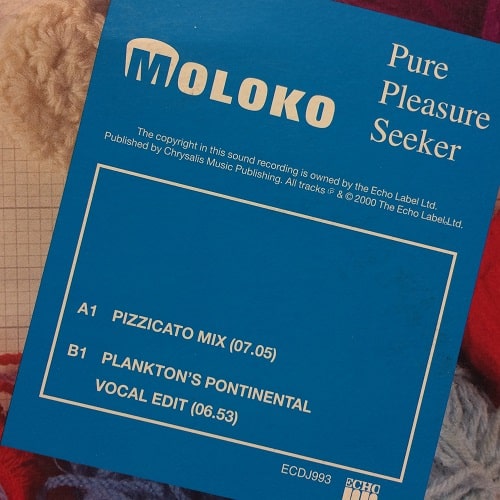 MOLOKO
Pure
Pleasure
Seeker
The copyright in this sound recording is owned by the Echo Label Ltd.
Published by Chrysalis Music Publishing. All tracks ℗ & © 2000 The Echo Label Ltd.
A1 PIZZICATO MIX (07.05)
B1 PLANKTON'S PONTINENTAL
VOCAL EDIT (06.53)
ECDJ993
ECHO